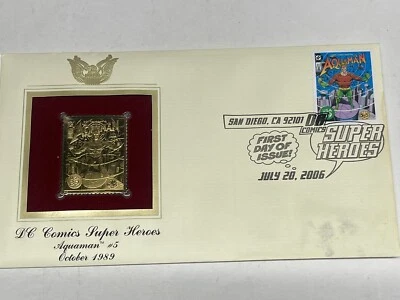 AQUAMAN
SAN DIEGO, CA 92101
DC
COMICS
SUPER
HEROES
FIRST
DAY OF
ISSUE!
JULY 20, 2006
DC Comics Super Heroes
Aquaman™ #5
October 1989